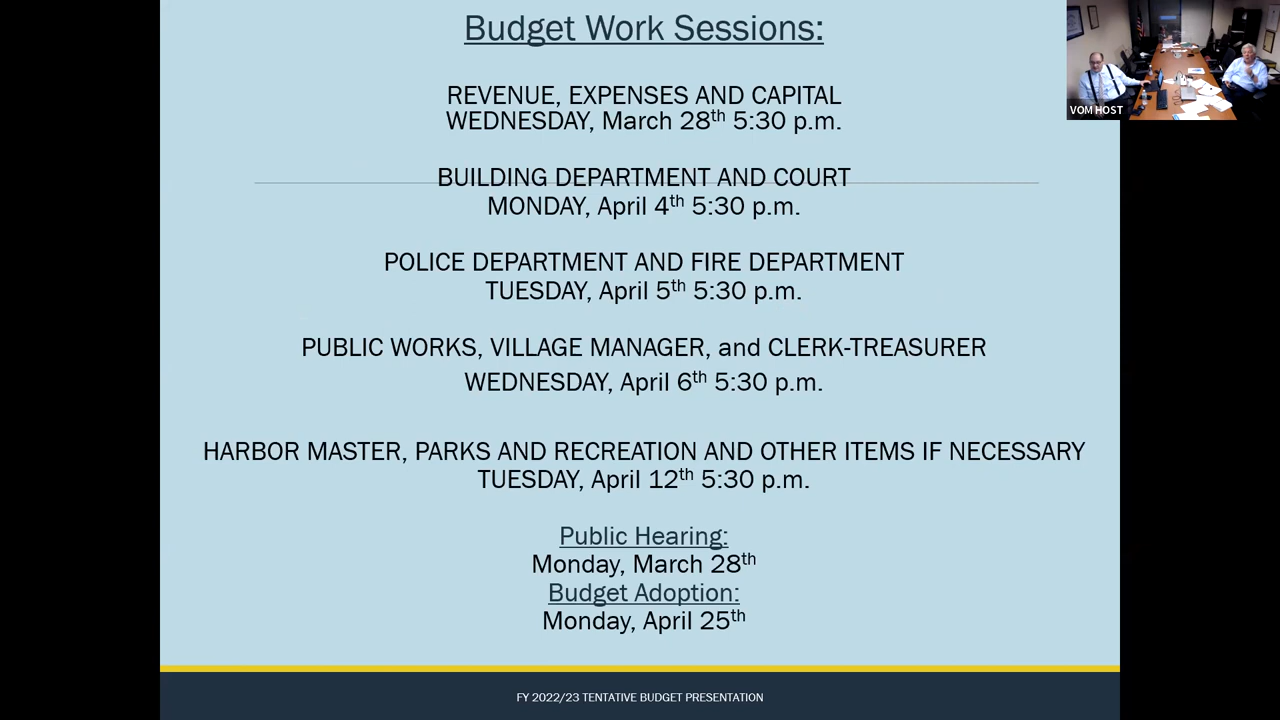 Budget Work Sessions:
REVENUE, EXPENSES AND CAPITAL
WEDNESDAY, March 28th 5:30 p.m.
BUILDING DEPARTMENT AND COURT
MONDAY, April 4th 5:30 p.m.
POLICE DEPARTMENT AND FIRE DEPARTMENT
TUESDAY, April 5th 5:30 p.m.
PUBLIC WORKS, VILLAGE MANAGER, and CLERK-TREASURER
WEDNESDAY, April 6th 5:30 p.m.
HARBOR MASTER, PARKS AND RECREATION AND OTHER ITEMS IF NECESSARY
TUESDAY, April 12th 5:30 p.m.
Public Hearing:
Monday, March 28th
Budget Adoption:
Monday, April 25th
FY 2022/23 TENTATIVE BUDGET PRESENTATION
VOM HOST